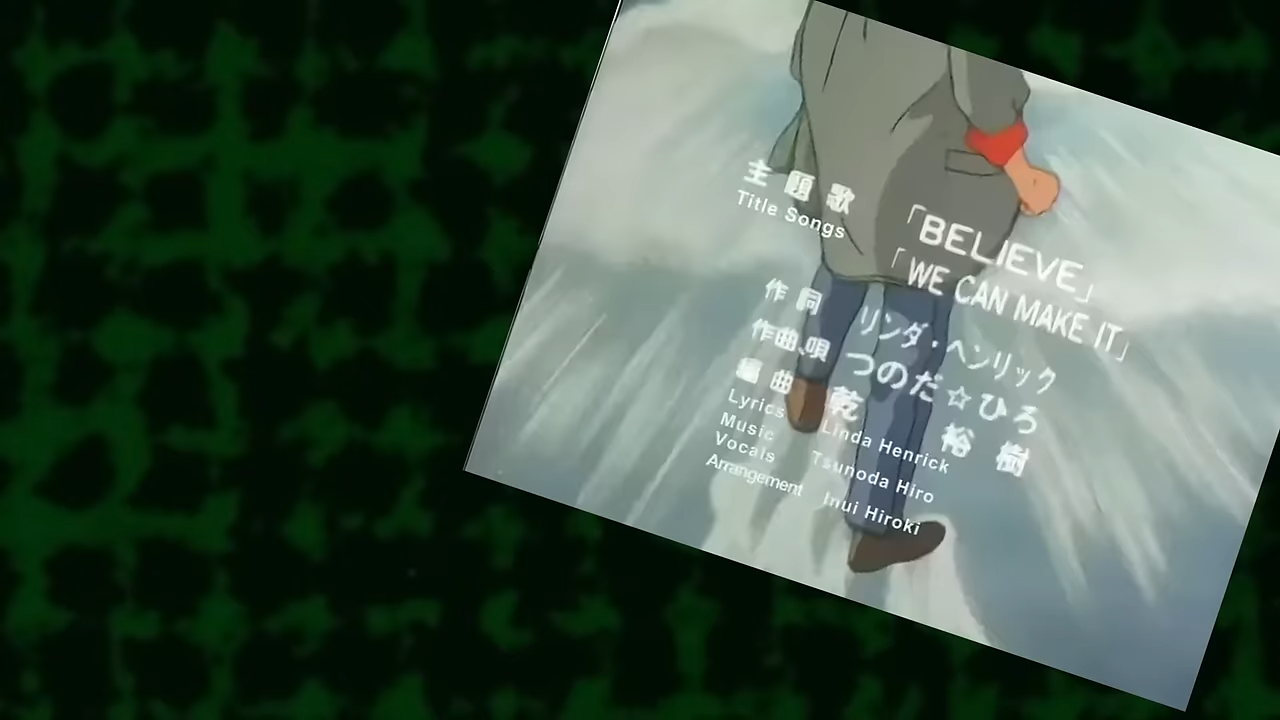 主題歌
Title Songs
「BELIEVE」
「WE CAN MAKE IT」
作詞 リンダ・ヘンリック
作曲、唄 つのだ☆ひろ
編曲 乾裕樹
Lyrics Linda Henrick
Music
Vocals Tsunoda Hiro
Arrangement Inui Hiroki